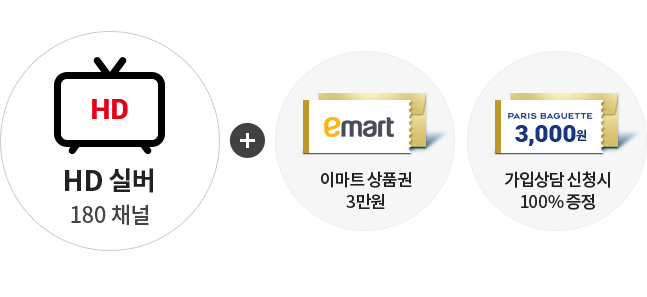 HD
HD 실버
180 채널
+
emart
이마트 상품권
3만원
PARIS BAGUETTE
3,000원
가입상담 신청시
100% 증정